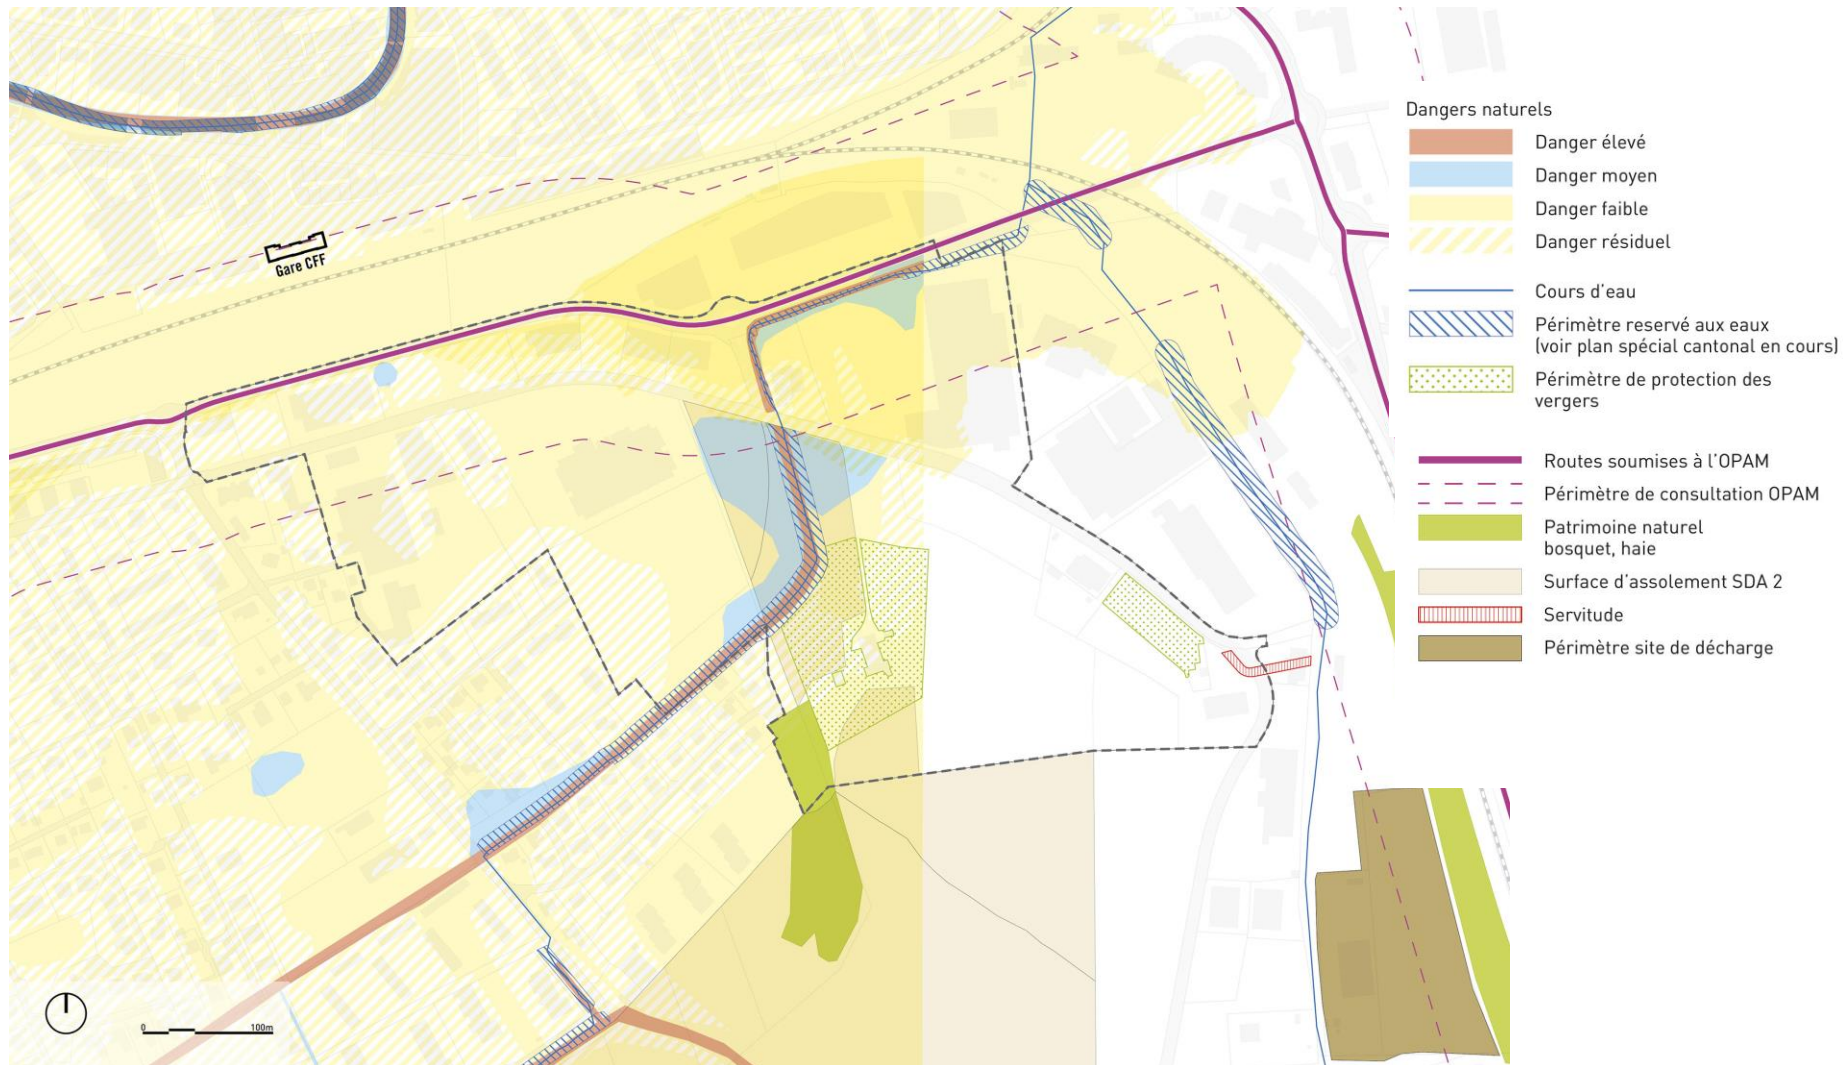 Gare CFF
0
100m
Dangers naturels
Danger élevé
Danger moyen
Danger faible
Danger résiduel
Cours d'eau
Périmètre reservé aux eaux
(voir plan spécial cantonal en cours)
Périmètre de protection des
vergers
Routes soumises à l'OPAM
Périmètre de consultation OPAM
Patrimoine naturel
bosquet, haie
Surface d'assolement SDA 2
Servitude
Périmètre site de décharge